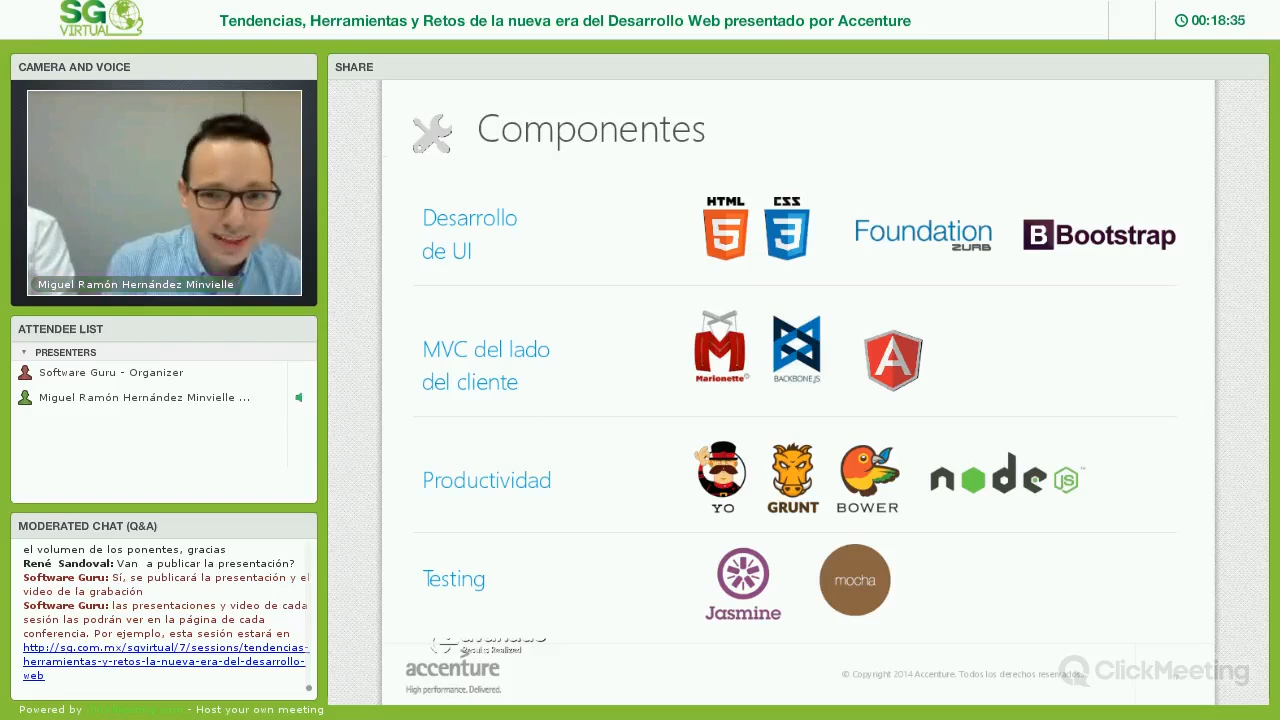 SG
VIRTUAL
Tendencias, Herramientas y Retos de la nueva era del Desarrollo Web presentado por Accenture
00:18:35
CAMERA AND VOICE
Miguel Ramón Hernández Minvielle
ATTENDEE LIST
PRESENTERS
Software Guru - Organizer
Miguel Ramón Hernández Minvielle ...
MODERATED CHAT (Q&A)
el volumen de los ponentes, gracias
René Sandoval: Van a publicar la presentación?
Software Guru: Sí, se publicará la presentación y el
video de la grabación
Software Guru: las presentaciones y video de cada
sesión las podrán ver en la página de cada
conferencia. Por ejemplo, esta sesión estará en
http://sg.com.mx/sgvirtual/7/sessions/tendencias-
herramientas-y-retos-la-nueva-era-del-desarrollo-
web
Powered by - Host your own meeting
SHARE
Componentes
Desarrollo
de UI
HTML
5
CSS
3
Foundation
ZURB
B Bootstrap
MVC del lado
del cliente
Marionette
BACKBONE.JS
A
Productividad
YO
GRUNT
BOWER
node
JS
Testing
Jasmine
mocha
Results Realized
accenture
High performance. Delivered.
© Copyright 2014 Accenture. Todos los derechos resentados.
ClickMeeting